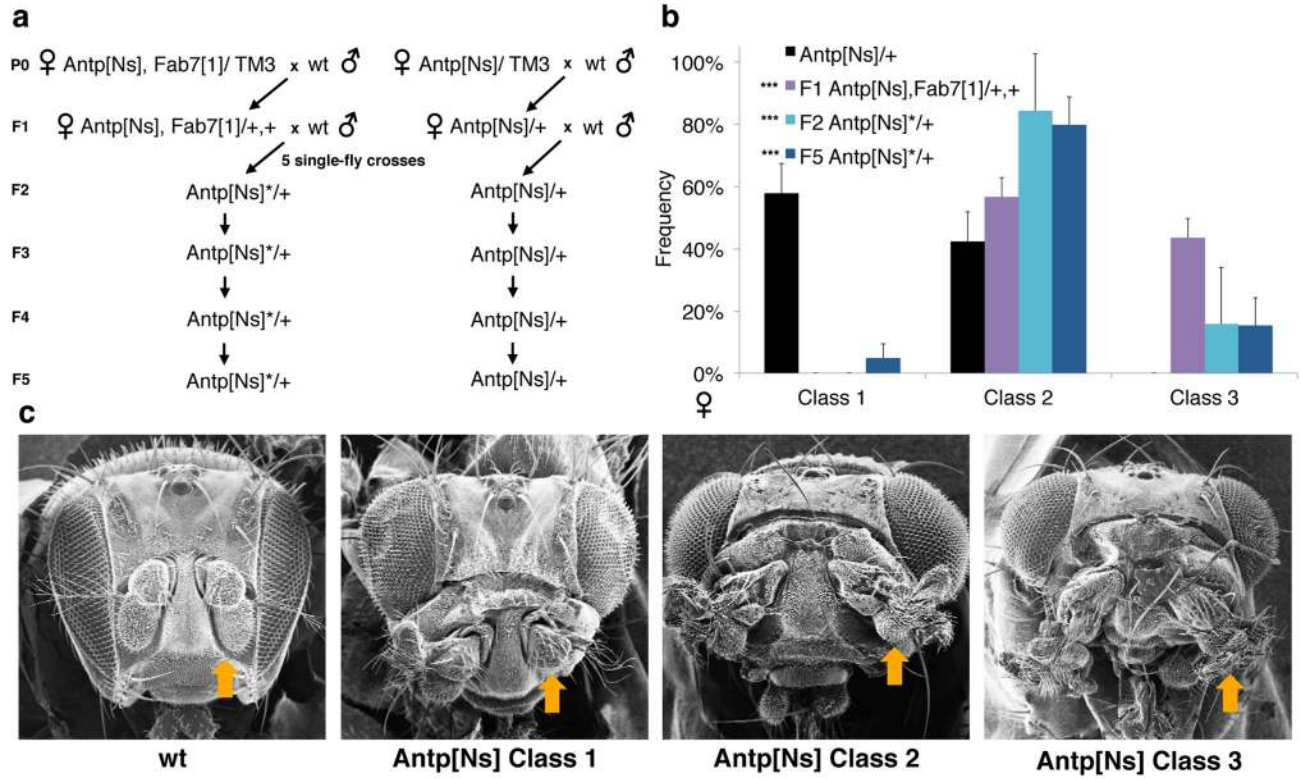 a
P0 ♀ Antp[Ns], Fab7[1]/ TM3 x wt ♂ ♀ Antp[Ns]/ TM3 x wt ♂
F1 ♀ Antp[Ns], Fab7[1]/+,+ x wt ♂ ♀ Antp[Ns]/+ x wt ♂
5 single-fly crosses
F2 Antp[Ns]*/+ Antp[Ns]/+
F3 Antp[Ns]*/+ Antp[Ns]/+
F4 Antp[Ns]*/+ Antp[Ns]/+
F5 Antp[Ns]*/+ Antp[Ns]/+
b
Antp[Ns]/+
*** F1 Antp[Ns],Fab7[1]/+,+
*** F2 Antp[Ns]*/+
*** F5 Antp[Ns]*/+
Frequency
100%
80%
60%
40%
20%
0%
♀ Class 1 Class 2 Class 3
c
wt Antp[Ns] Class 1 Antp[Ns] Class 2 Antp[Ns] Class 3